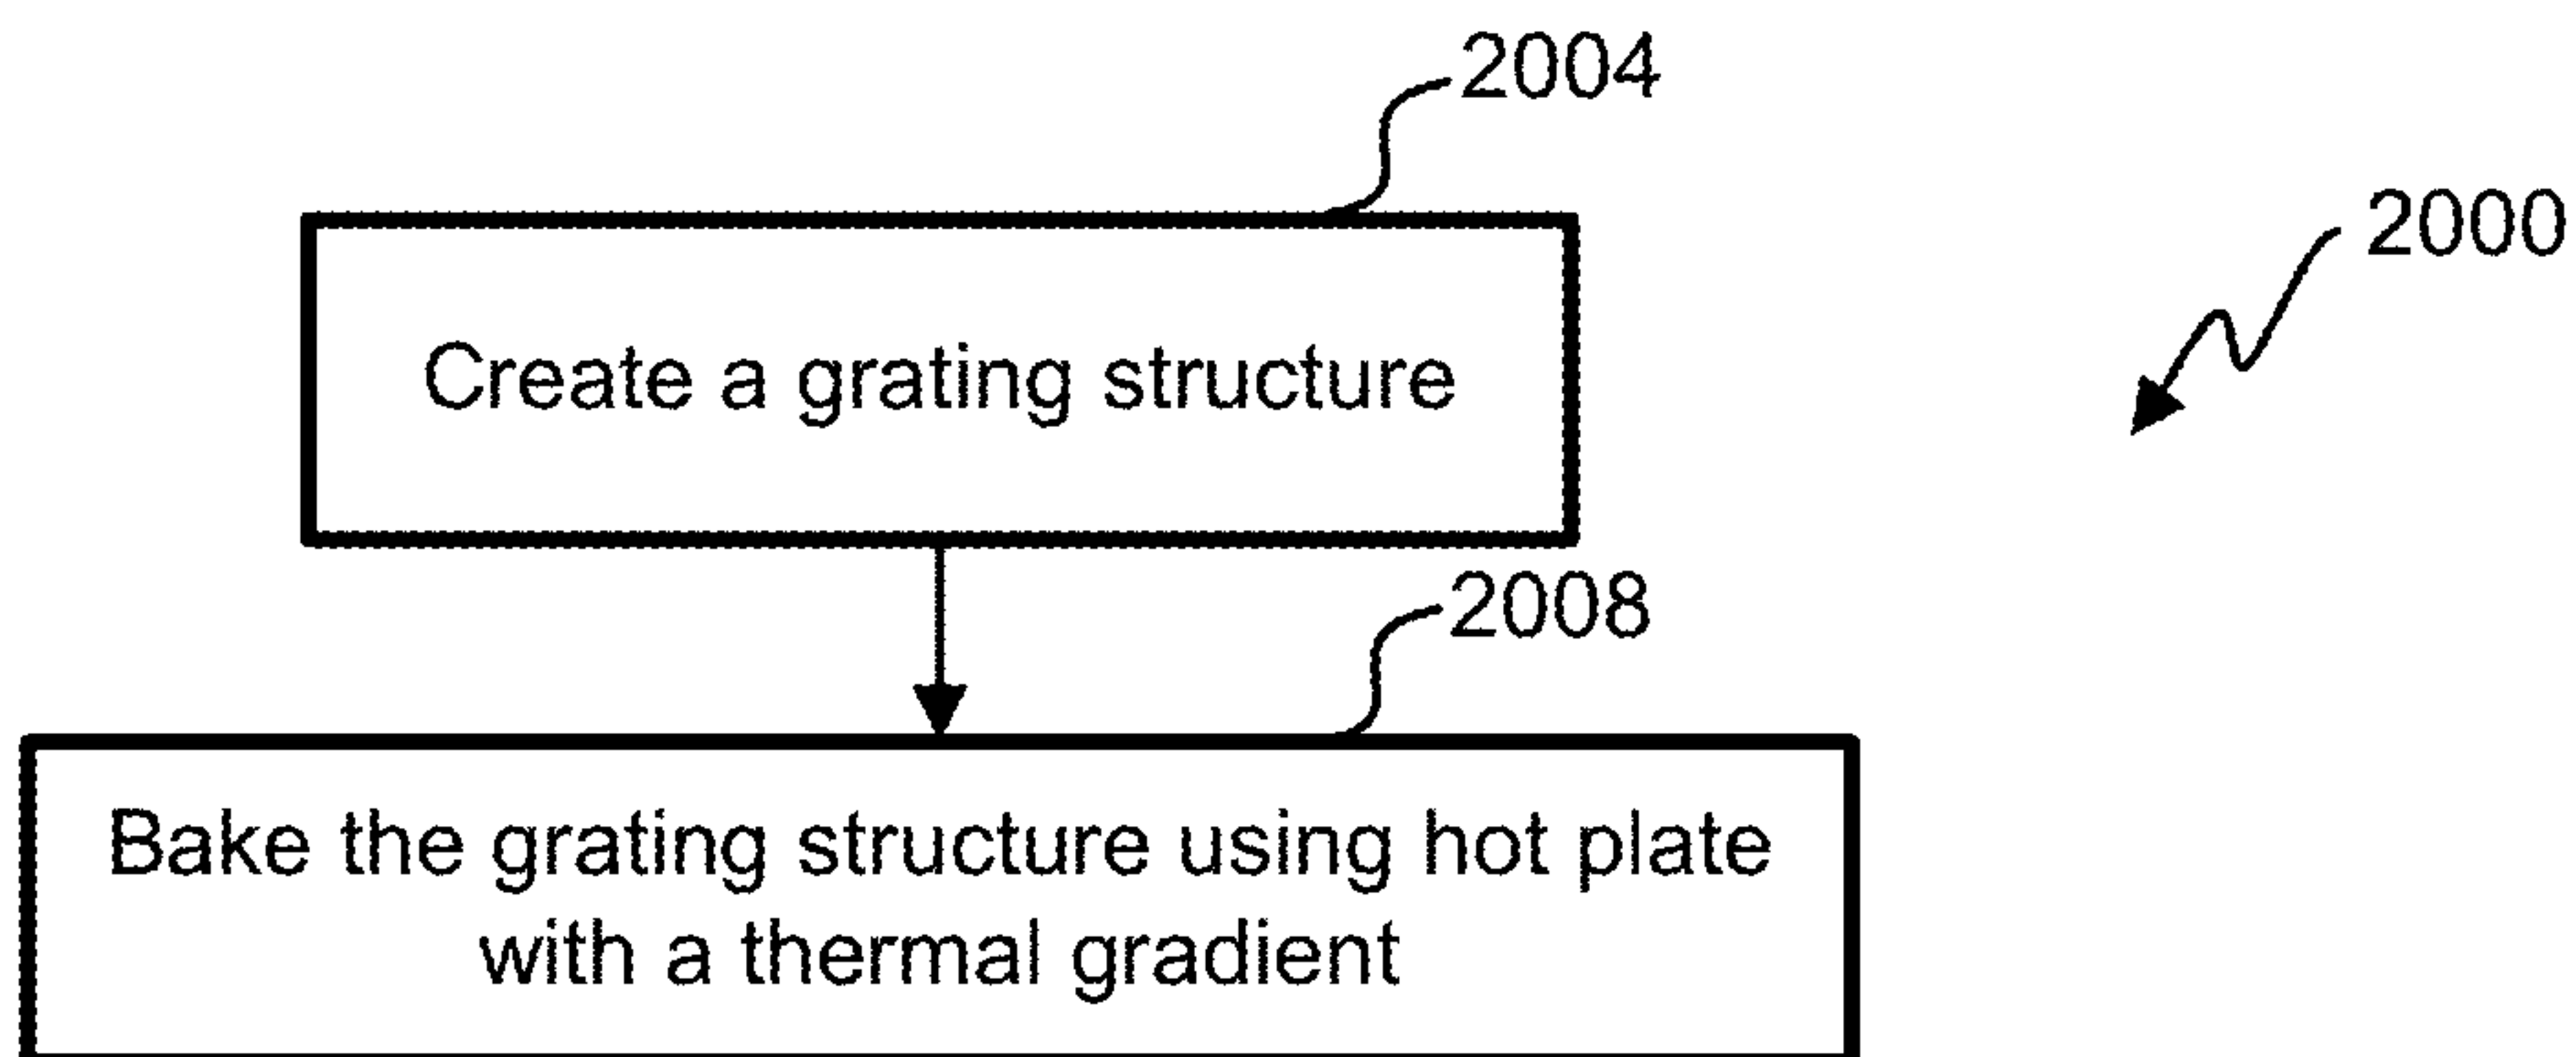 2004
2000
Create a grating structure
2008
Bake the grating structure using hot plate
with a thermal gradient